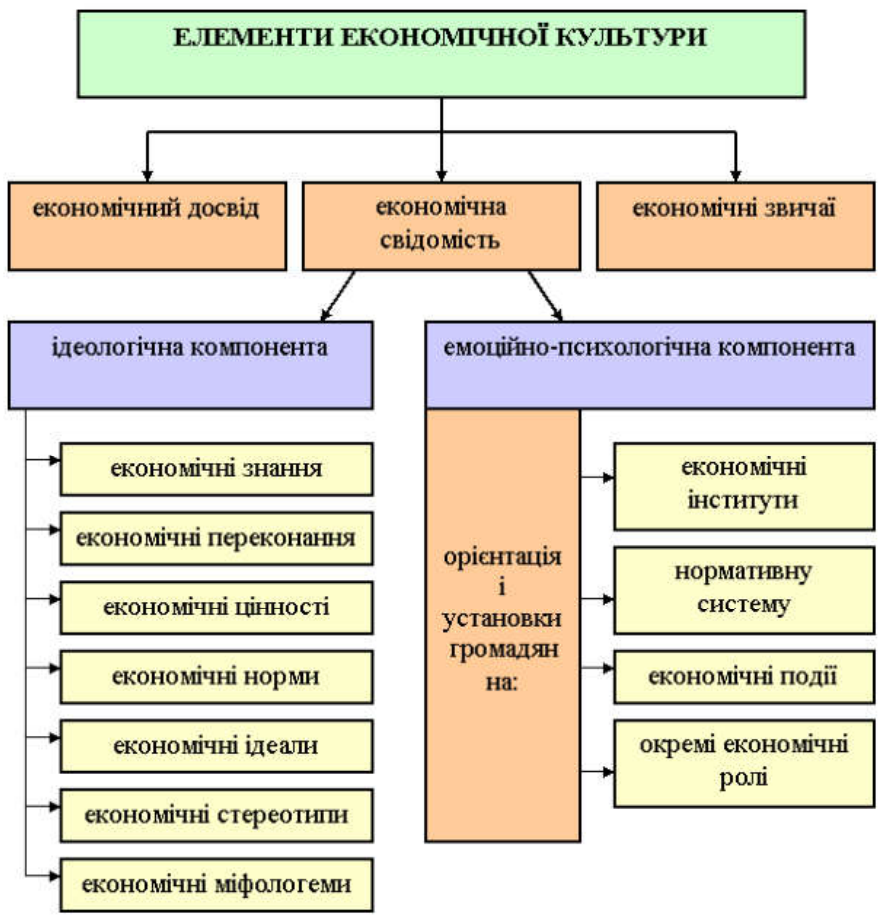 ЕЛЕМЕНТИ ЕКОНОМІЧНОЇ КУЛЬТУРИ
економічний досвід
економічна
свідомість
економічні звичаї
ідеологічна компонента
економічні знання
економічні переконання
економічні цінності
економічні норми
економічні ідеали
економічні стереотипи
економічні міфологеми
емоційно-психологічна компонента
орієнтація
і
установки
громадян
на:
економічні
інститути
нормативну
систему
економічні події
окремі економічні
ролі